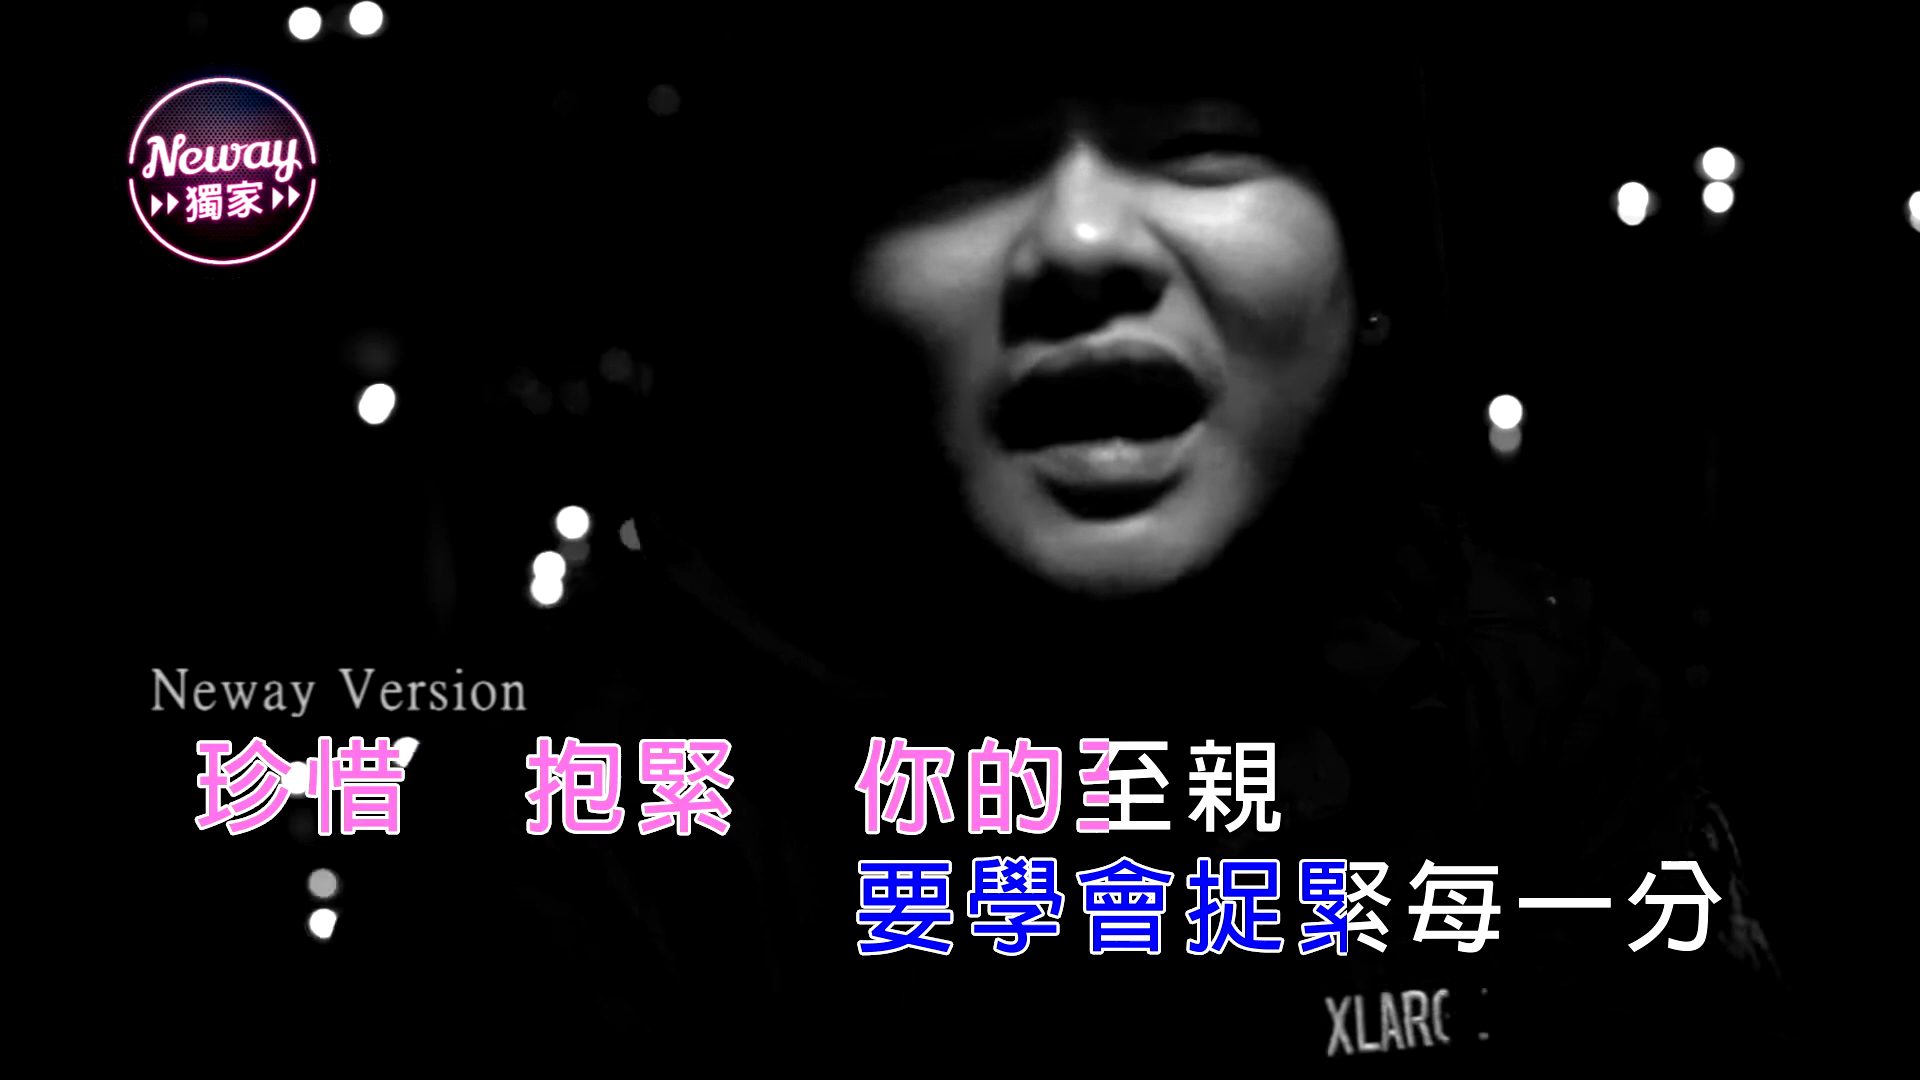 Neway
獨家
Neway Version
珍惜 抱緊 你的至親
要學會捉緊每一分
XLARG